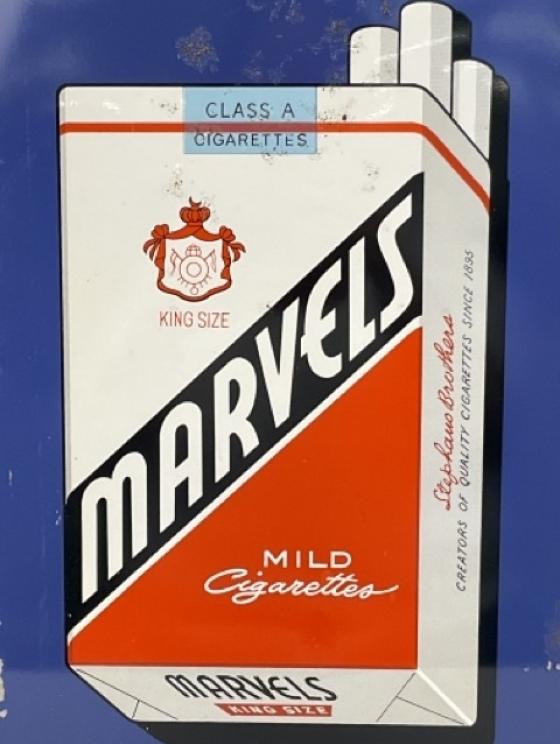 CLASS A
CIGARETTES
KING SIZE
MARVELS
MILD
Cigarettes
Stephano Brothers
CREATORS OF QUALITY CIGARETTES SINCE 1895
MARVELS
KING SIZE